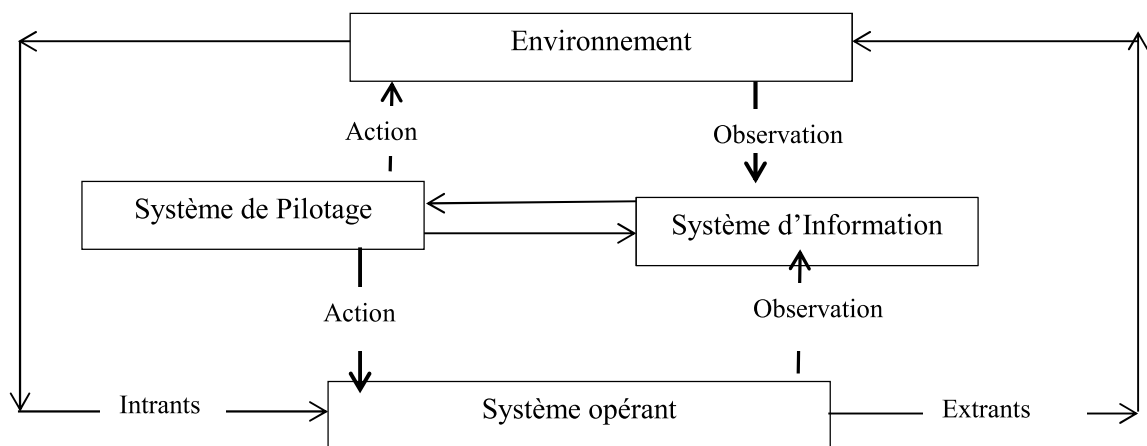 Environnement
Action
Observation
Système de Pilotage
Système d’Information
Action
Observation
Intrants
Système opérant
Extrants